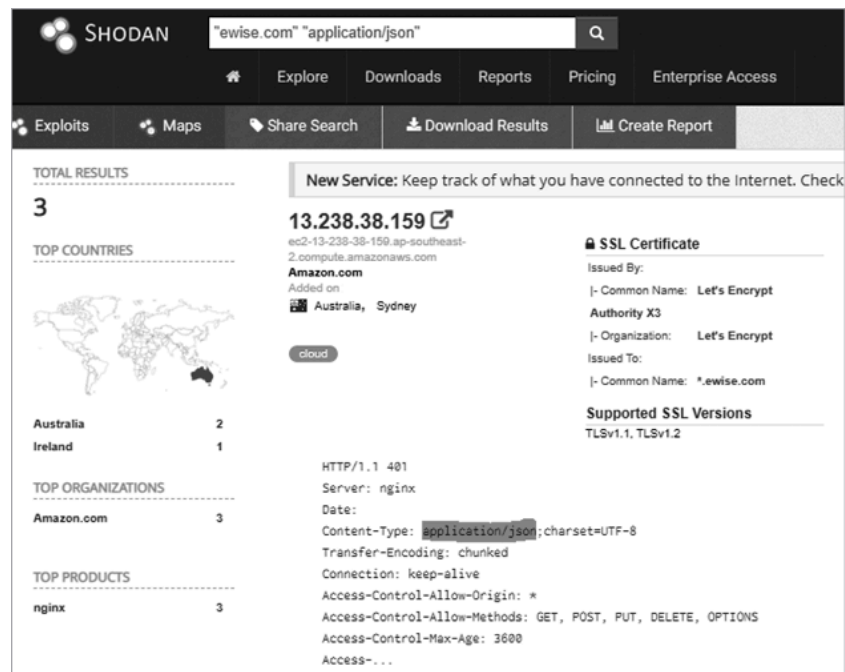 SHODAN
"ewise.com" "application/json"
Explore Downloads Reports Pricing Enterprise Access
Exploits Maps Share Search Download Results Create Report
TOTAL RESULTS
3
TOP COUNTRIES
Australia 2
Ireland 1
TOP ORGANIZATIONS
Amazon.com 3
TOP PRODUCTS
nginx 3
New Service: Keep track of what you have connected to the Internet. Check
13.238.38.159
ec2-13-238-38-159.ap-southeast-
2.compute.amazonaws.com
Amazon.com
Added on
Australia, Sydney
cloud
SSL Certificate
Issued By:
|- Common Name: Let's Encrypt
Authority X3
|- Organization: Let's Encrypt
Issued To:
|- Common Name: *.ewise.com
Supported SSL Versions
TLSv1.1, TLSv1.2
HTTP/1.1 401
Server: nginx
Date:
Content-Type: application/json;charset=UTF-8
Transfer-Encoding: chunked
Connection: keep-alive
Access-Control-Allow-Origin: *
Access-Control-Allow-Methods: GET, POST, PUT, DELETE, OPTIONS
Access-Control-Max-Age: 3600
Access-...